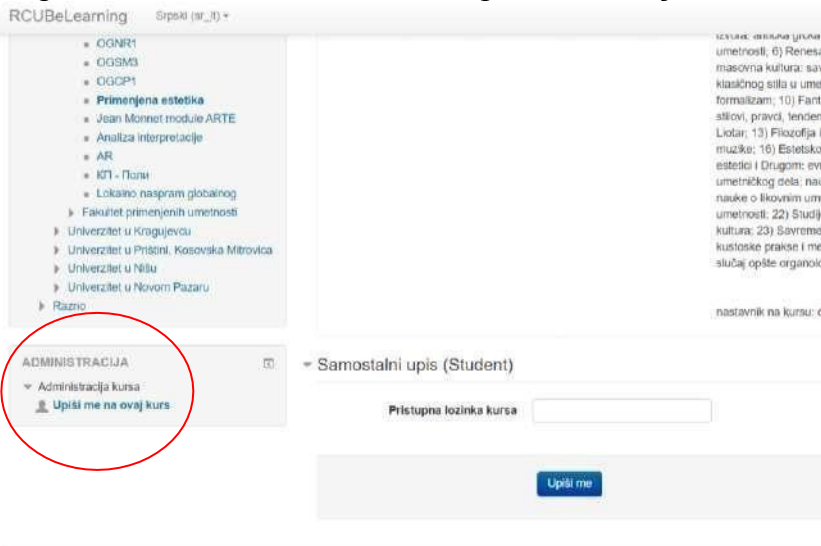 RCUBeLearning Srpski (sr_lt)
OGNR1
OGSM3
OGCP1
Primenjena estetika
Jean Monnet module ARTE
Analiza interpretacije
AR
КП - Попи
Lokalno naspram globalnog
Fakultet primenjenih umetnosti
Univerzitet u Kragujevcu
Univerzitet u Prištini, Kosovska Mitrovica
Univerzitet u Nišu
Univerzitet u Novom Pazaru
Razno
umetnosti; 6) Renesa
masovna kultura: sav
klasičnog stila u ume
formalizam; 10) Fant
stilovi, pravci, tenden
Liotar; 13) Filozofija i
muzike; 16) Estetsko
estetici i Drugom: ev
umetničkog dela; nau
nauke o likovnim ume
umetnosti; 22) Studij
kultura; 23) Savreme
kustoske prakse i me
slučaj opšte organolo
nastavnik na kursu: d
ADMINISTRACIJA
Administracija kursa
Upiši me na ovaj kurs
Samostalni upis (Student)
Pristupna lozinka kursa
Upiši me